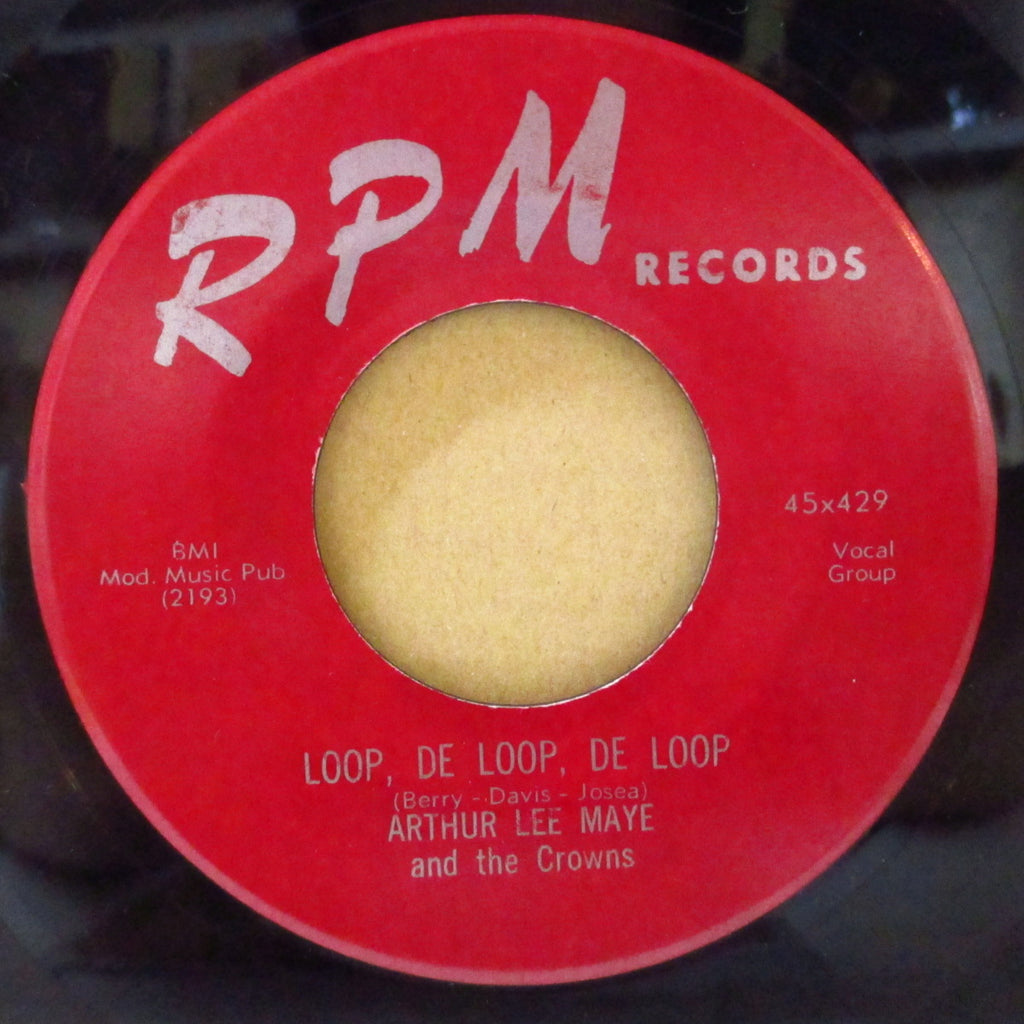 RPM RECORDS
45x429
BMI
Vocal
Mod. Music Pub
Group
(2193)
LOOP, DE LOOP, DE LOOP
(Berry - Davis - Josea)
ARTHUR LEE MAYE
and the Crowns